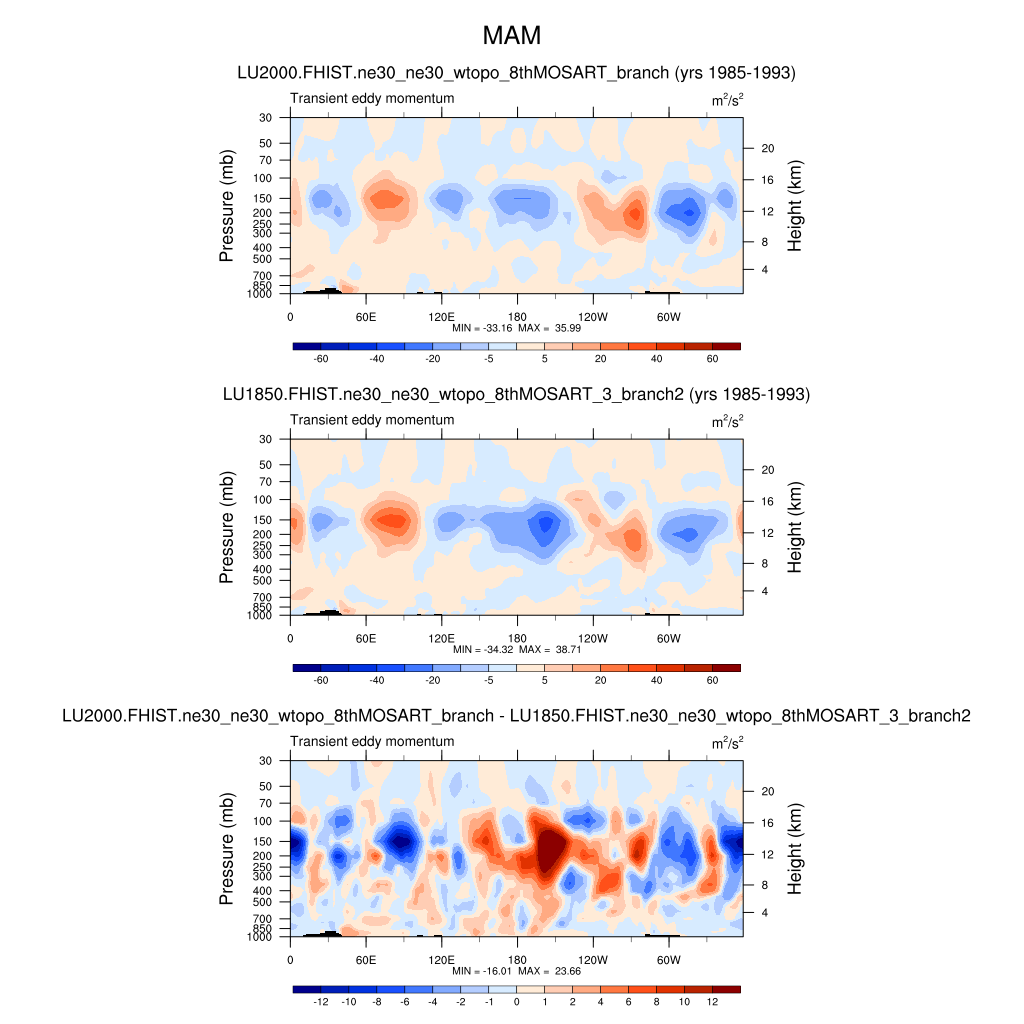 MAM
LU2000.FHIST.ne30_ne30_wtopo_8thMOSART_branch (yrs 1985-1993)
Transient eddy momentum m²/s²
Pressure (mb)
30
50
70
100
150
200
250
300
400
500
700
850
1000
20
16
12
8
4
Height (km)
0 60E 120E 180 120W 60W
MIN = -33.16 MAX = 35.99
-60 -40 -20 -5 5 20 40 60
LU1850.FHIST.ne30_ne30_wtopo_8thMOSART_3_branch2 (yrs 1985-1993)
Transient eddy momentum m²/s²
Pressure (mb)
30
50
70
100
150
200
250
300
400
500
700
850
1000
20
16
12
8
4
Height (km)
0 60E 120E 180 120W 60W
MIN = -34.32 MAX = 38.71
-60 -40 -20 -5 5 20 40 60
LU2000.FHIST.ne30_ne30_wtopo_8thMOSART_branch - LU1850.FHIST.ne30_ne30_wtopo_8thMOSART_3_branch2
Transient eddy momentum m²/s²
Pressure (mb)
30
50
70
100
150
200
250
300
400
500
700
850
1000
20
16
12
8
4
Height (km)
0 60E 120E 180 120W 60W
MIN = -16.01 MAX = 23.66
-12 -10 -8 -6 -4 -2 -1 0 1 2 4 6 8 10 12